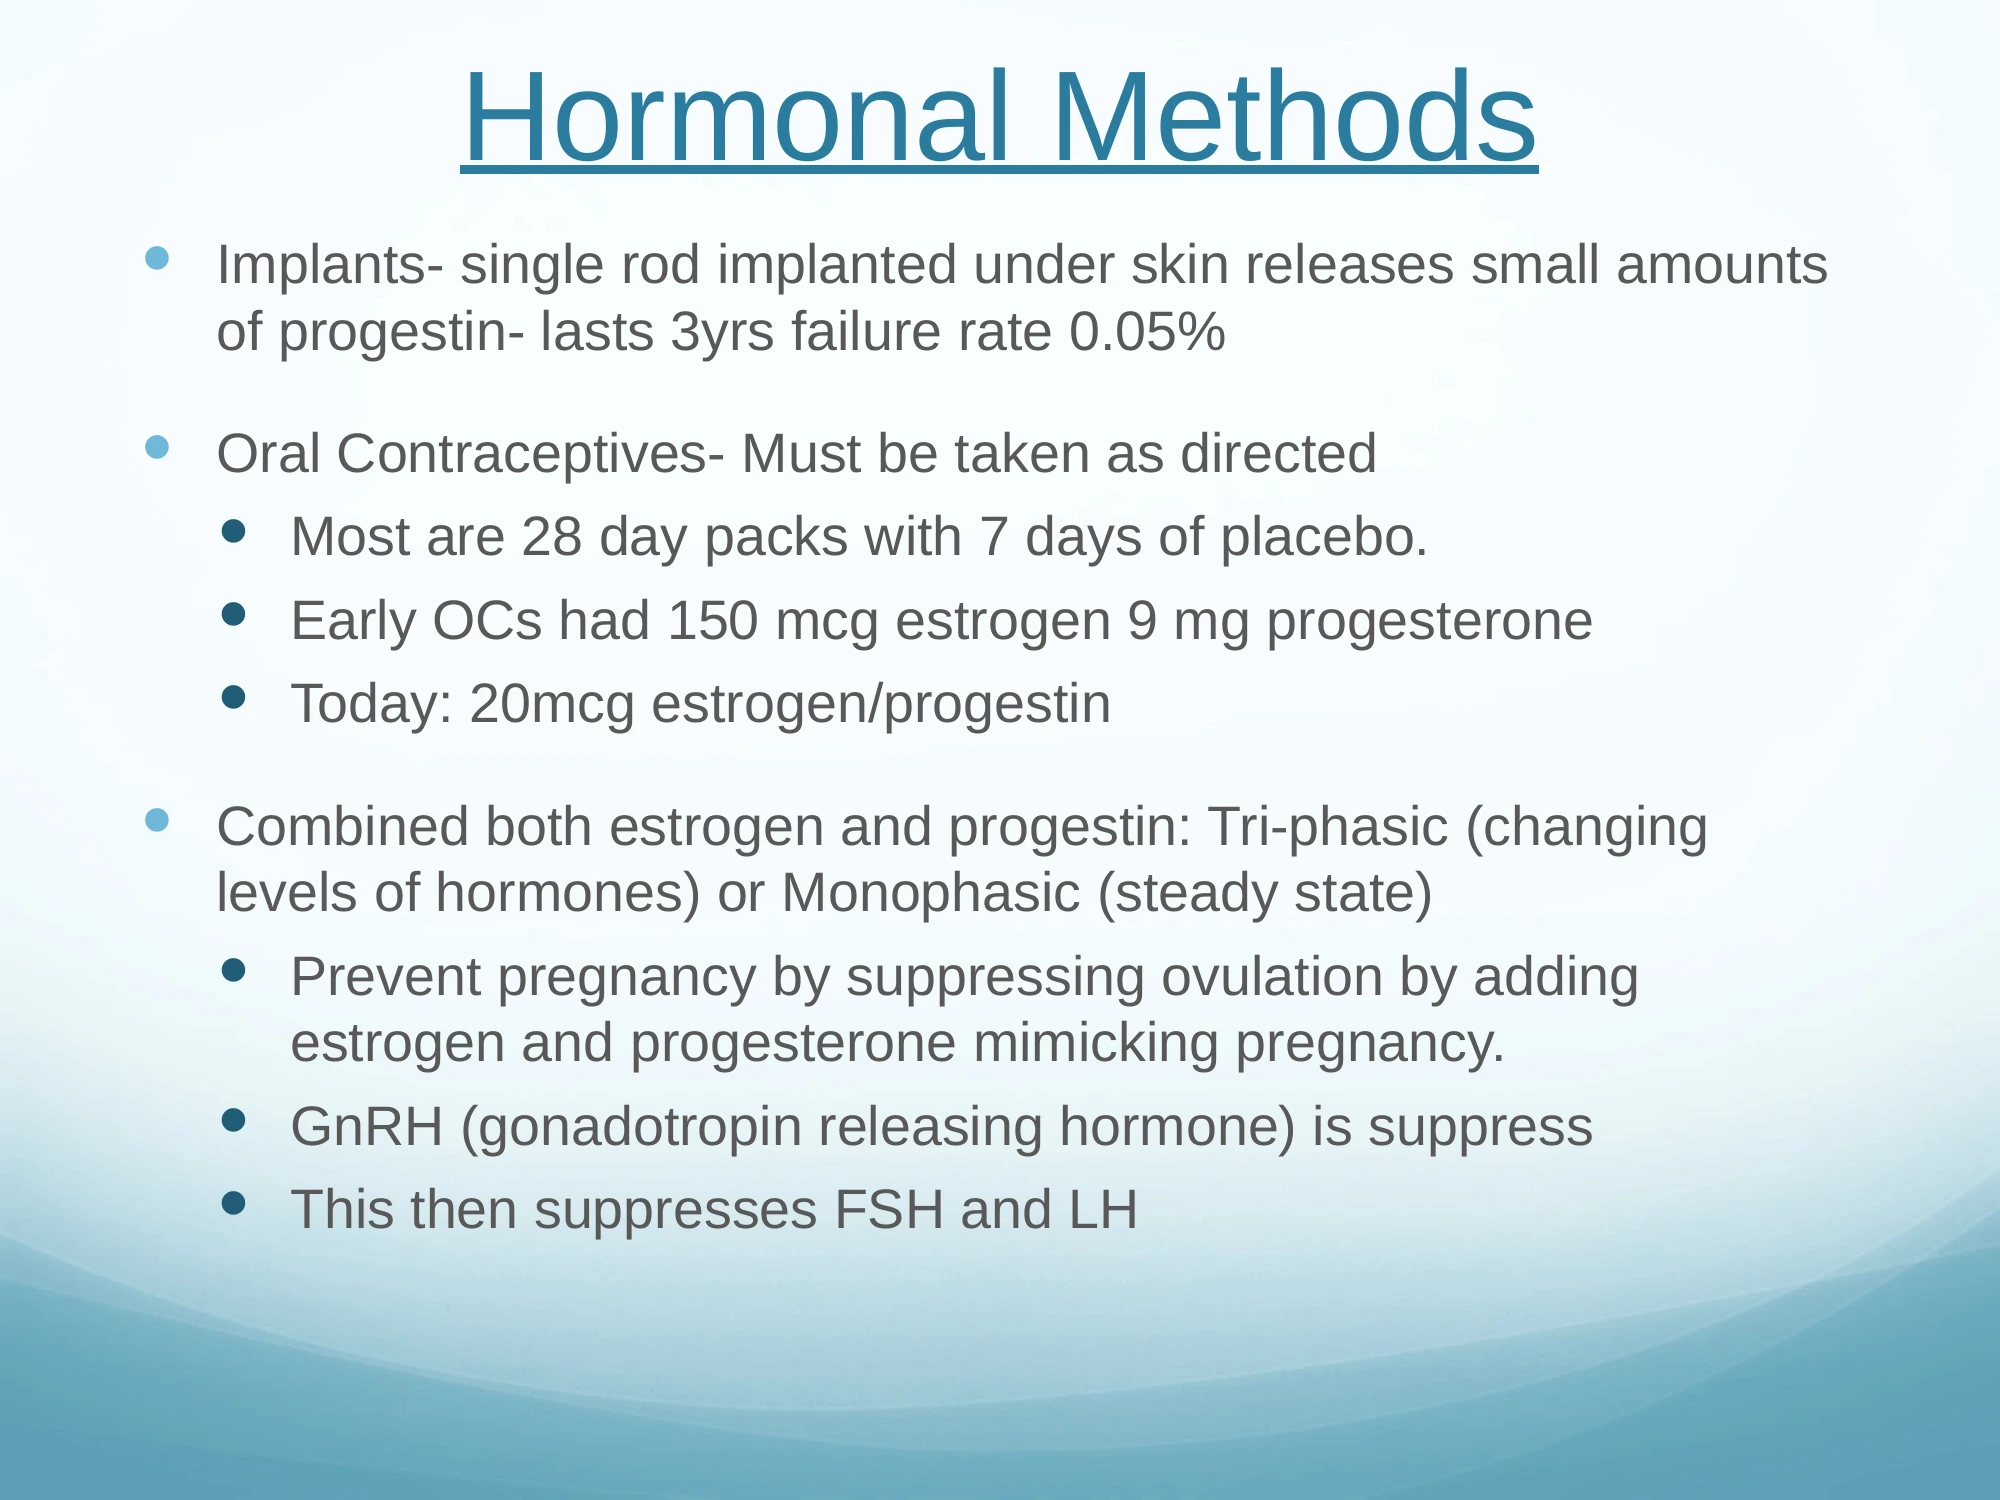 Hormonal Methods
• Implants- single rod implanted under skin releases small amounts
of progestin- lasts 3yrs failure rate 0.05%
• Oral Contraceptives- Must be taken as directed
• Most are 28 day packs with 7 days of placebo.
• Early OCs had 150 mcg estrogen 9 mg progesterone
• Today: 20mcg estrogen/progestin
• Combined both estrogen and progestin: Tri-phasic (changing
levels of hormones) or Monophasic (steady state)
• Prevent pregnancy by suppressing ovulation by adding
estrogen and progesterone mimicking pregnancy.
• GnRH (gonadotropin releasing hormone) is suppress
• This then suppresses FSH and LH